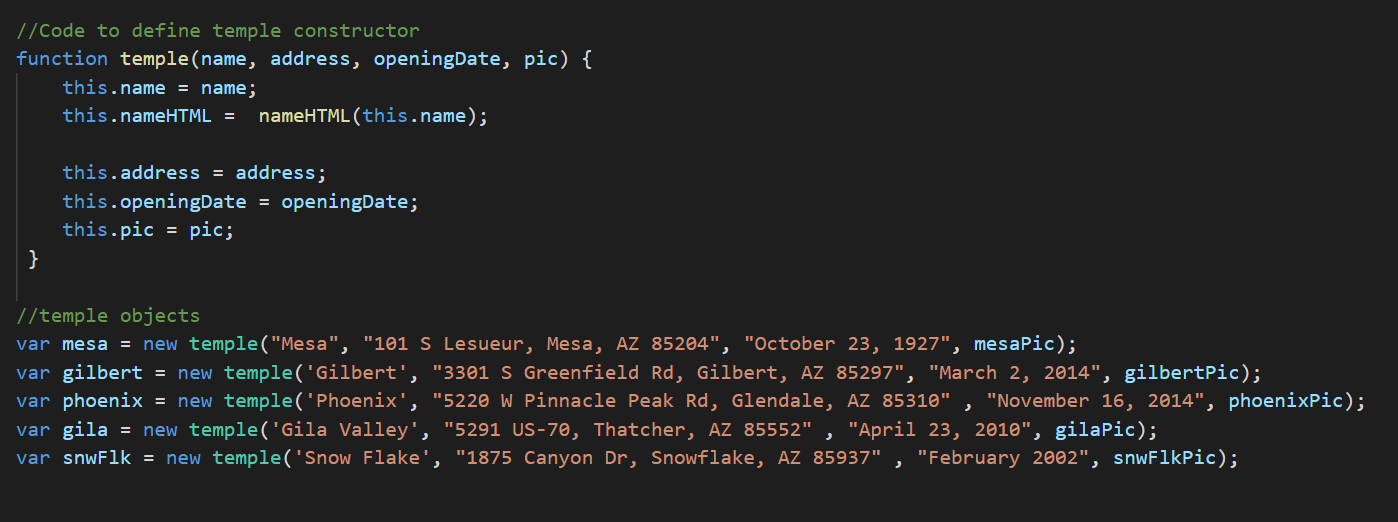 //Code to define temple constructor
function temple(name, address, openingDate, pic) {
    this.name = name;
    this.nameHTML =  nameHTML(this.name);

    this.address = address;
    this.openingDate = openingDate;
    this.pic = pic;
 }

//temple objects
var mesa = new temple("Mesa", "101 S Lesueur, Mesa, AZ 85204", "October 23, 1927", mesaPic);
var gilbert = new temple('Gilbert', "3301 S Greenfield Rd, Gilbert, AZ 85297", "March 2, 2014", gilbertPic);
var phoenix = new temple('Phoenix', "5220 W Pinnacle Peak Rd, Glendale, AZ 85310" , "November 16, 2014", phoenixPic);
var gila = new temple('Gila Valley', "5291 US-70, Thatcher, AZ 85552" , "April 23, 2010", gilaPic);
var snwFlk = new temple('Snow Flake', "1875 Canyon Dr, Snowflake, AZ 85937" , "February 2002", snwFlkPic);